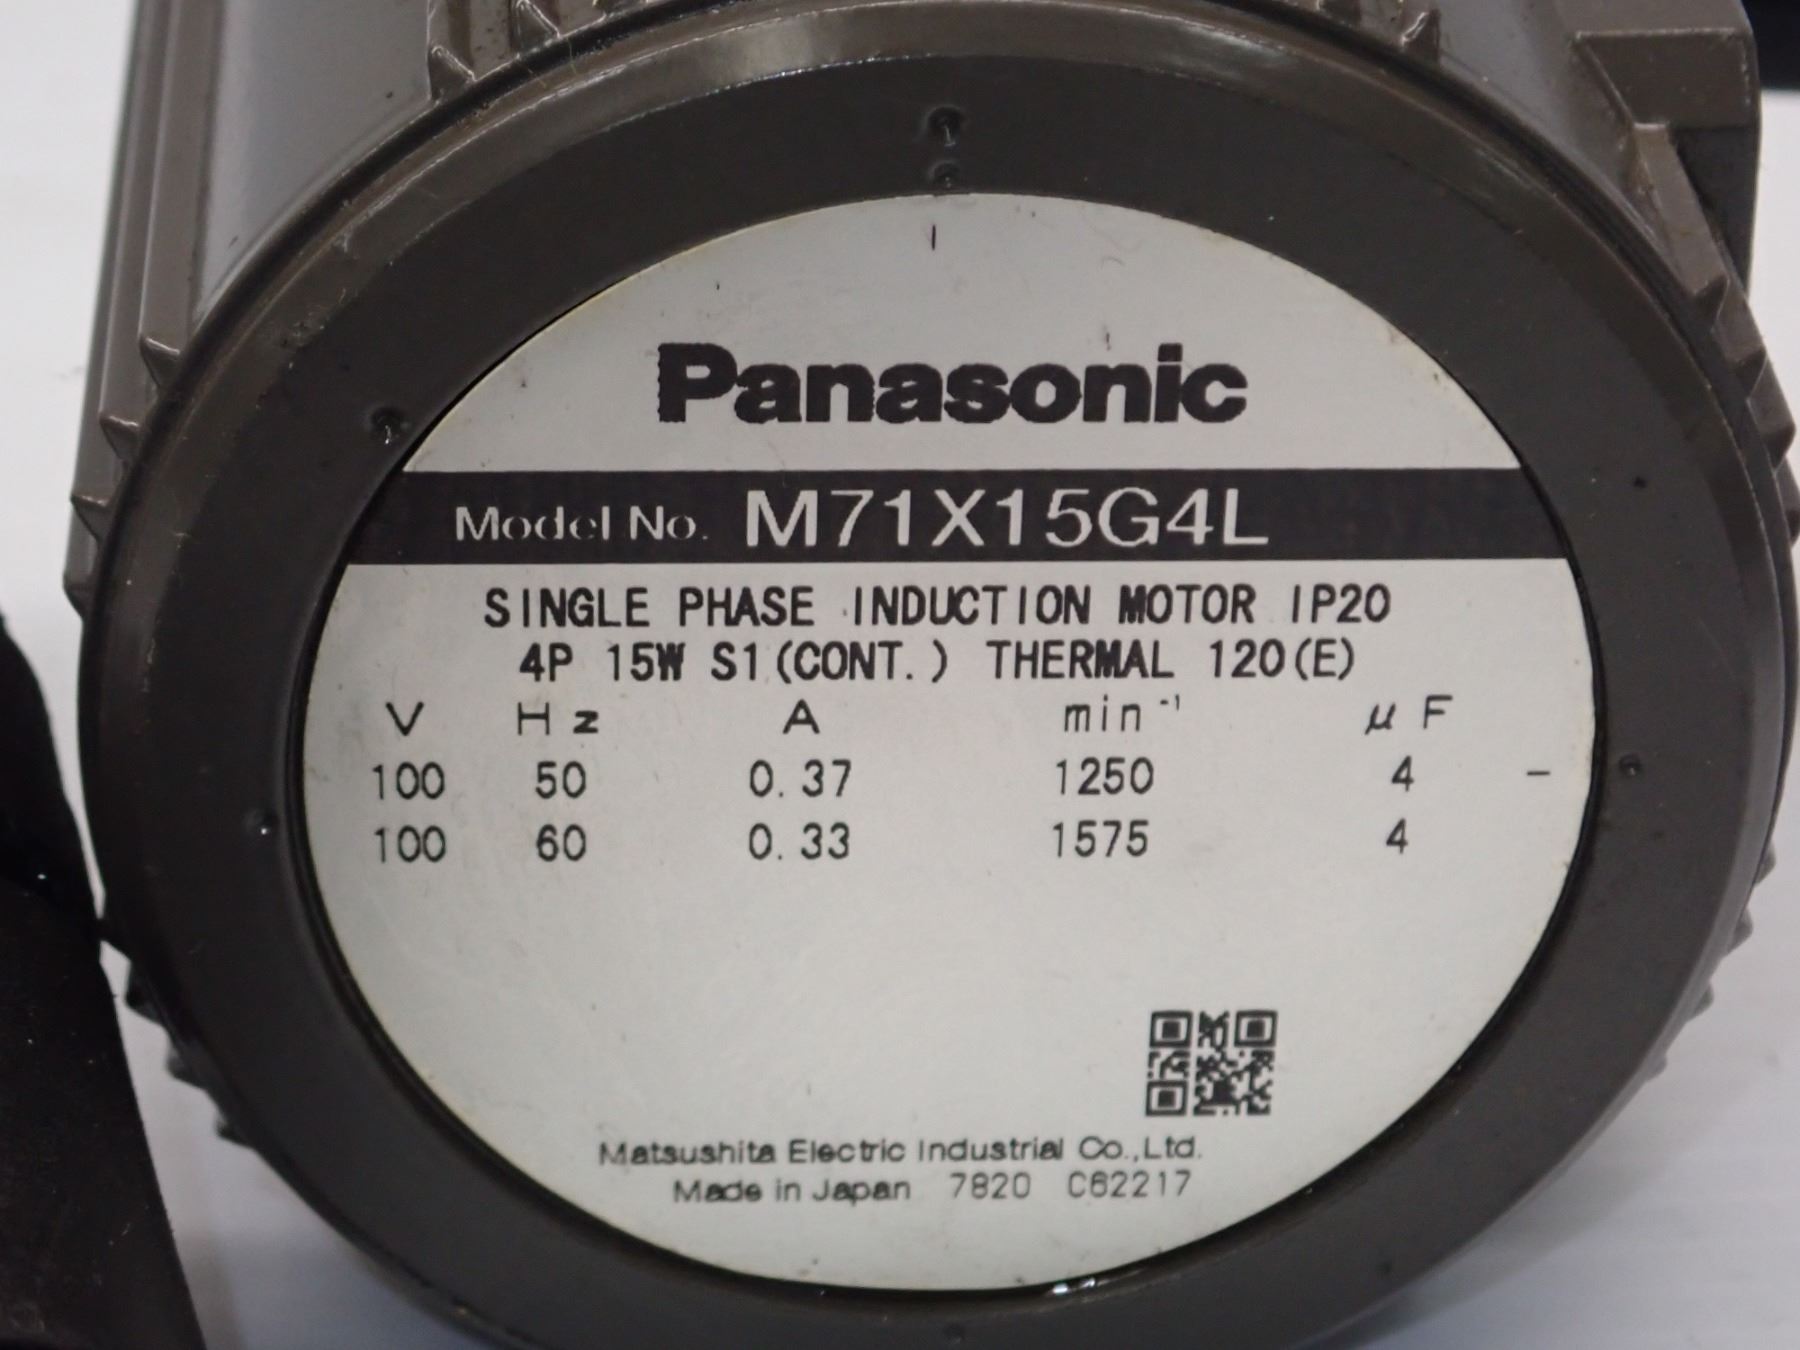 Panasonic
Model No. M71X15G4L
SINGLE PHASE INDUCTION MOTOR IP20
4P 15W S1(CONT.) THERMAL 120(E)
V Hz A min⁻¹ μF
100 50 0.37 1250 4 -
100 60 0.33 1575 4
Matsushita Electric Industrial Co.,Ltd.
Made in Japan 7820 C62217